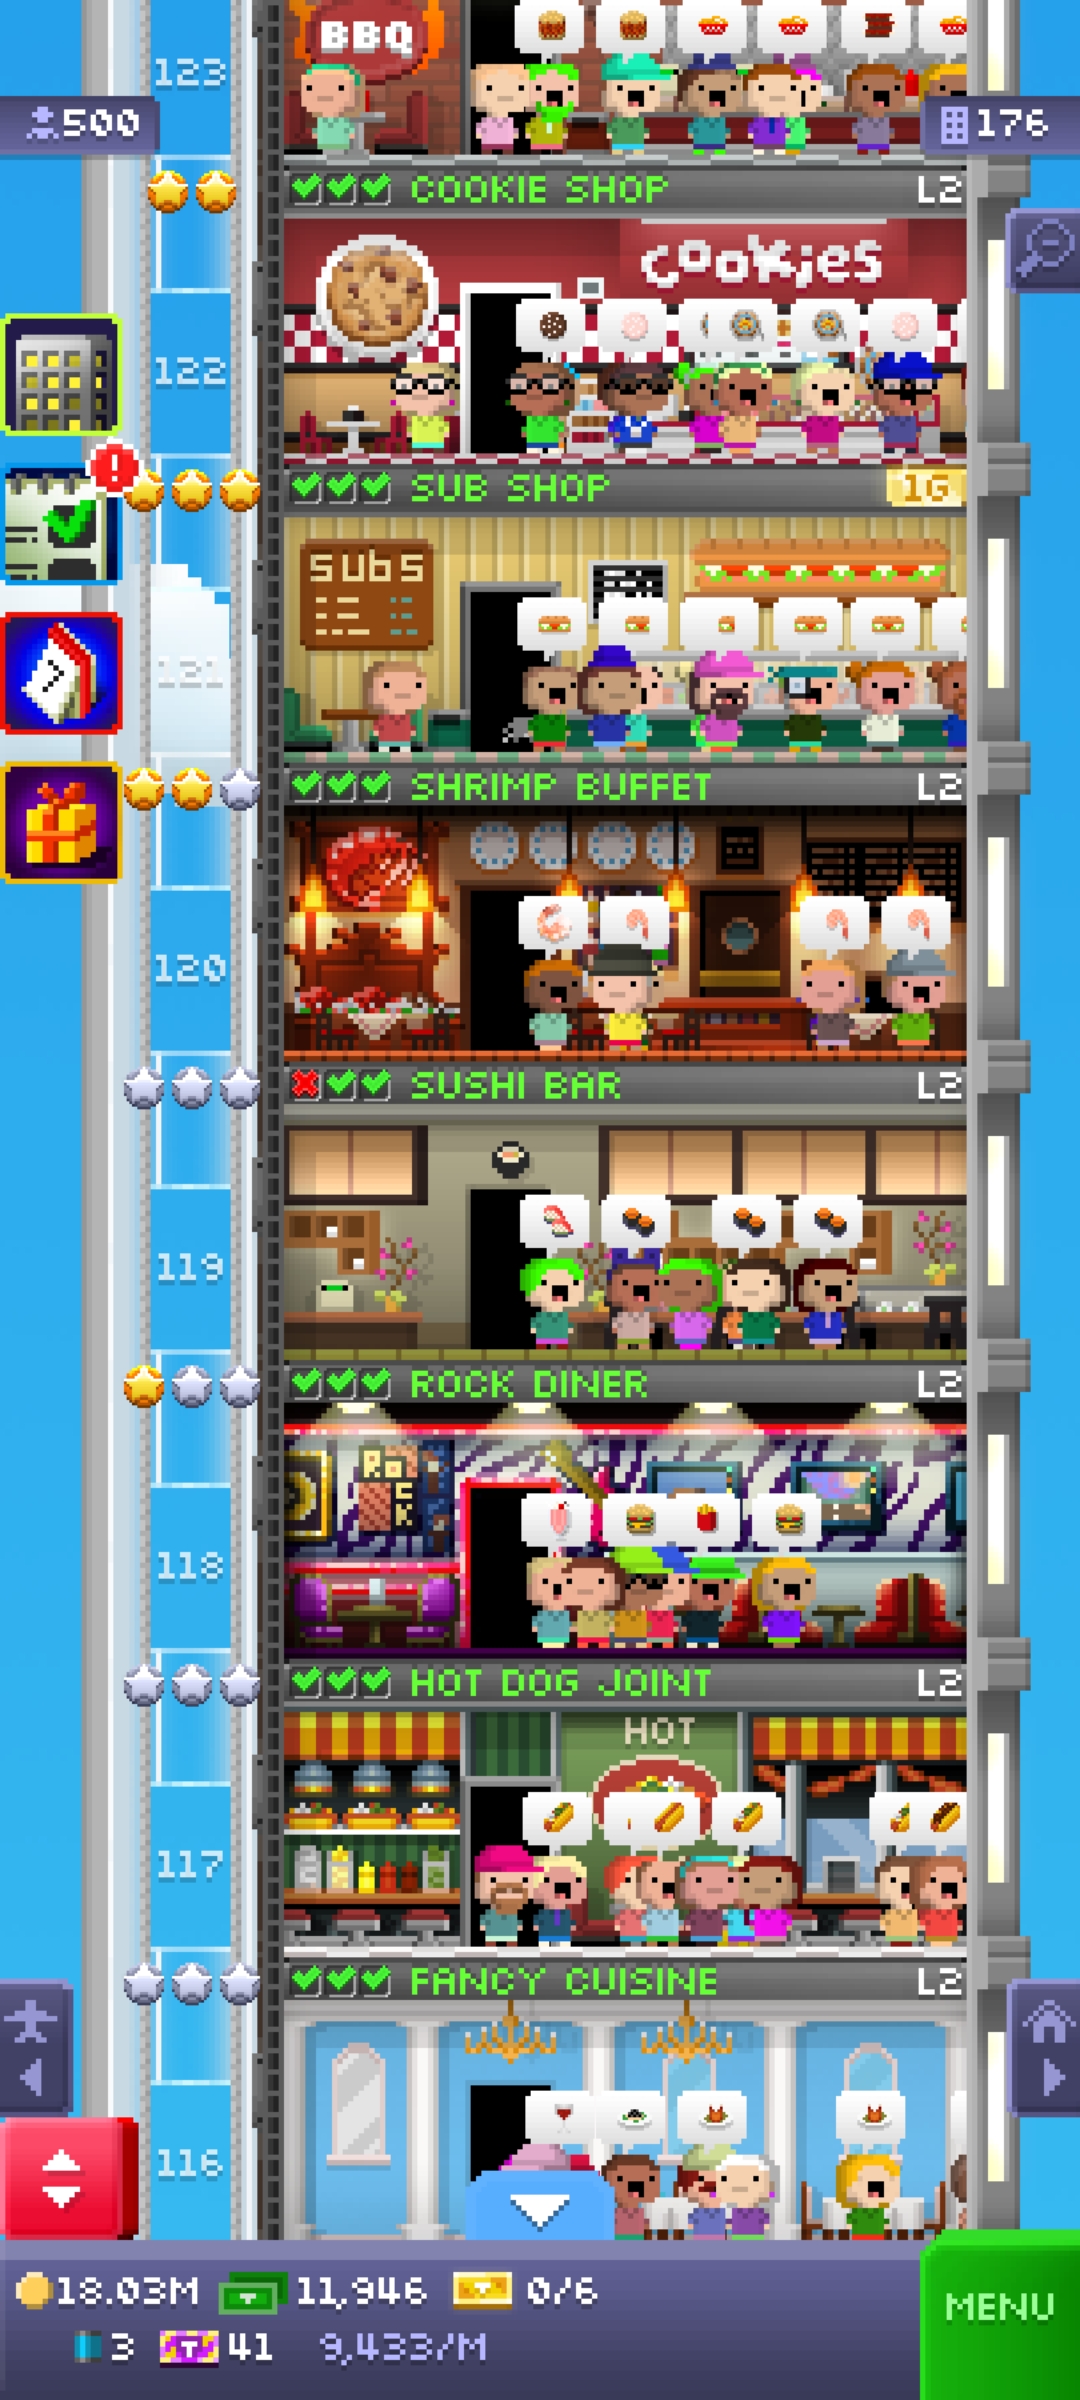 BBQ
123
500
176
COOKIE SHOP L2
cookies
122
SUB SHOP 1G
subs
121
SHRIMP BUFFET L2
120
SUSHI BAR L2
119
ROCK DINER L2
ROCK
118
HOT DOG JOINT L2
HOT
117
FANCY CUISINE L2
116
18.03M 11,946 0/6
MENU
3 41 9,433/M